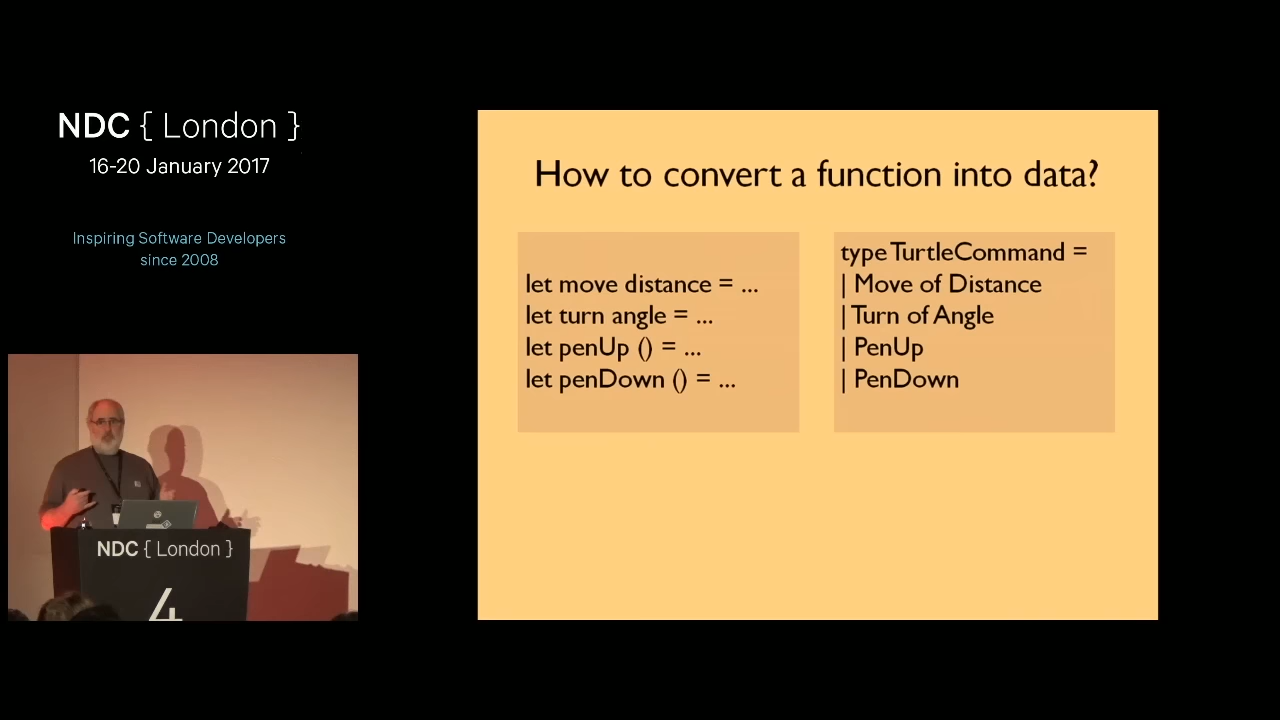 NDC { London }
16-20 January 2017
Inspiring Software Developers
since 2008
How to convert a function into data?
let move distance = ...
let turn angle = ...
let penUp () = ...
let penDown () = ...
type TurtleCommand =
| Move of Distance
| Turn of Angle
| PenUp
| PenDown
NDC { London }
4